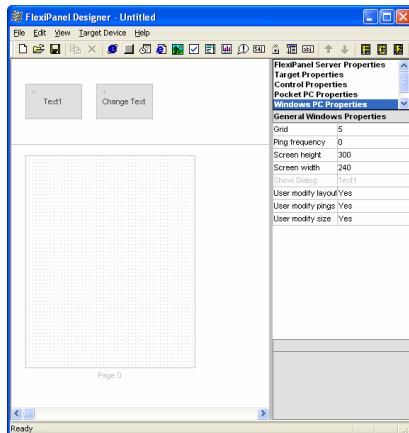 FlexiPanel Designer - Untitled
File Edit View Target Device Help
Text1
Change Text
Page 0
FlexiPanel Server Properties
Target Properties
Control Properties
Pocket PC Properties
Windows PC Properties
General Windows Properties
Grid 5
Ping frequency 0
Screen height 300
Screen width 240
Show Dialog Text1
User modify layout Yes
User modify pings Yes
User modify size Yes
Ready